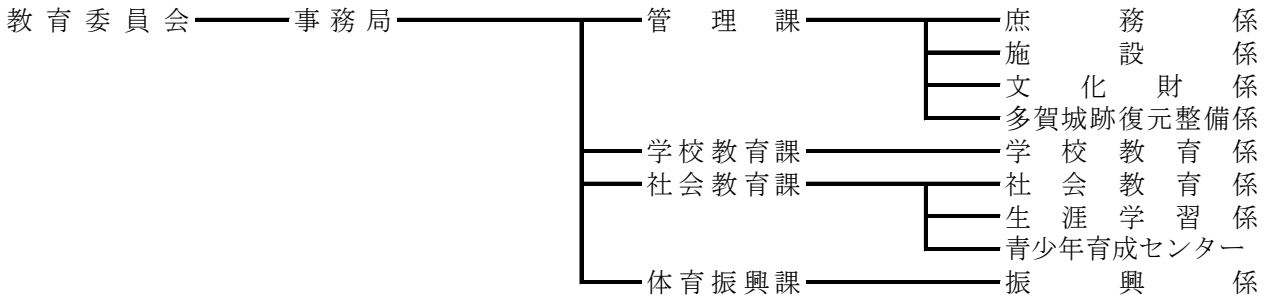 教育委員会 事務局 管理課 庶務係
施設係
文化財係
多賀城跡復元整備係
学校教育課 学校教育係
社会教育課 社会教育係
生涯学習係
青少年育成センター
体育振興課 振興係